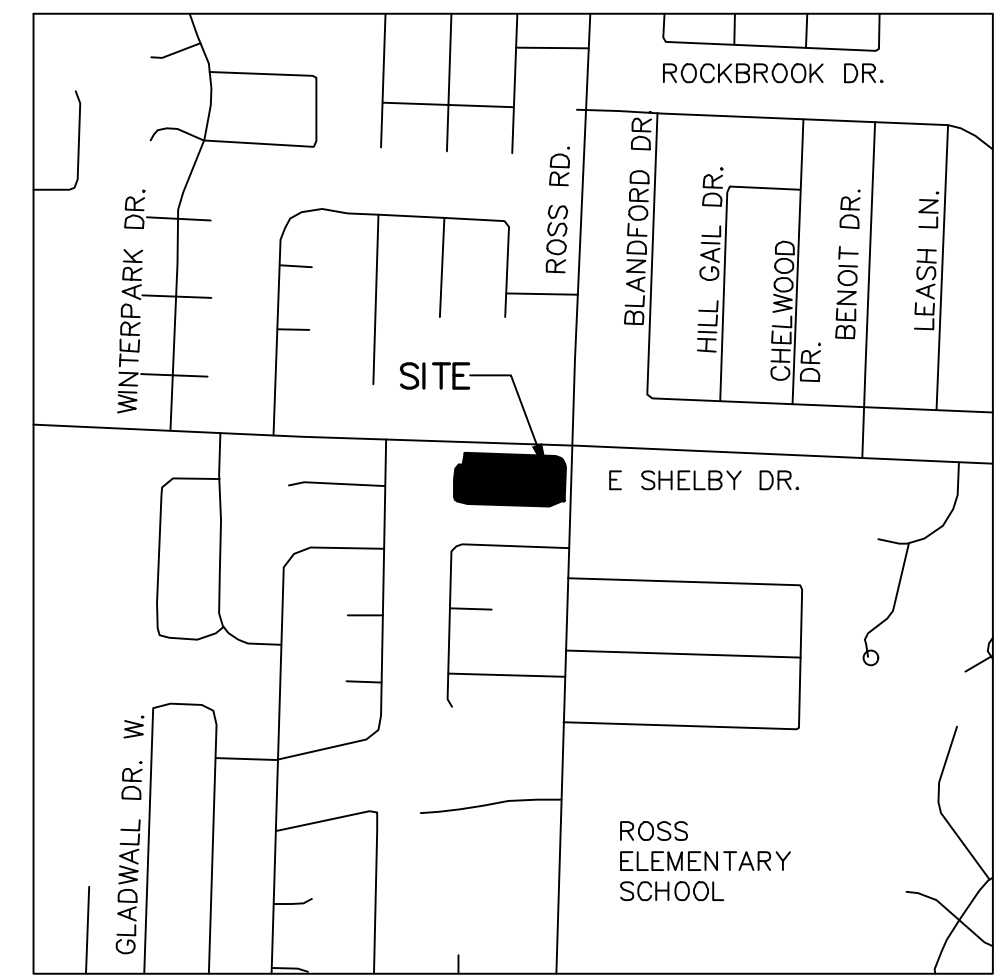 ROCKBROOK DR.
ROSS RD.
BLANDFORD DR.
HILL GAIL DR.
CHELWOOD
DR.
BENOIT DR.
LEASH LN.
WINTERPARK DR.
SITE
E SHELBY DR.
GLADWALL DR. W.
ROSS
ELEMENTARY
SCHOOL